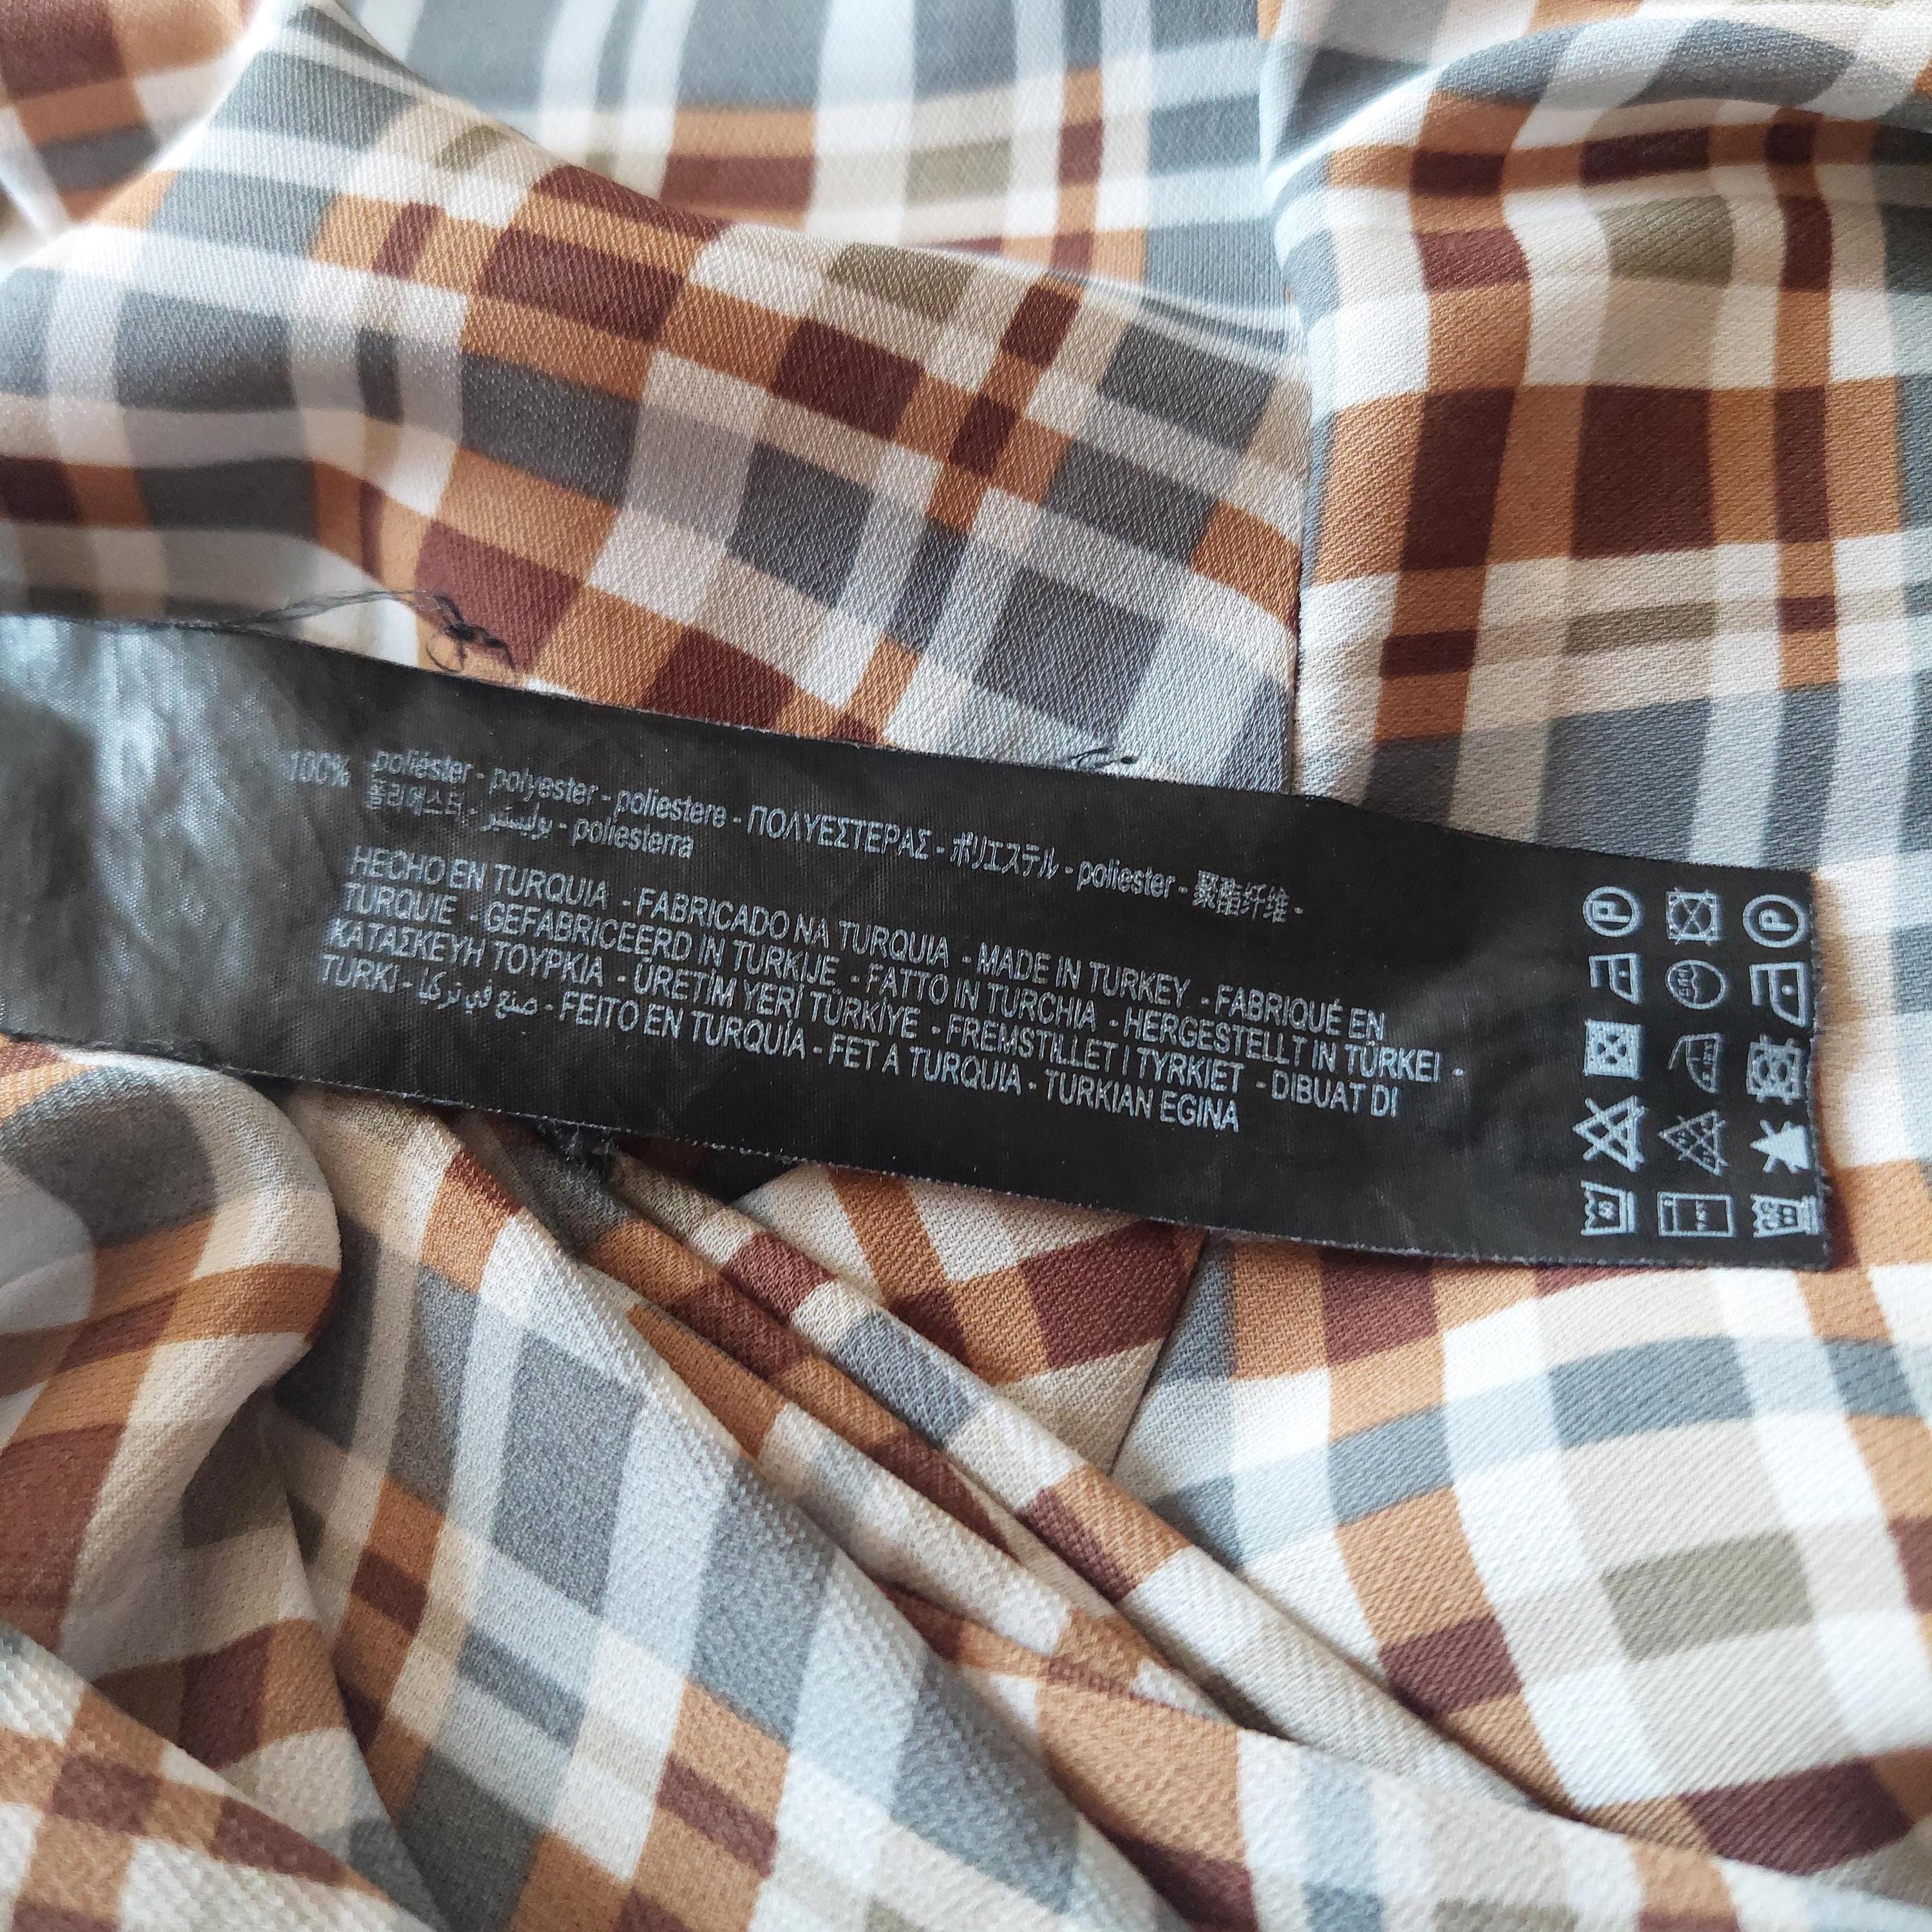 100% poliéster - polyester - poliestere - ΠΟΛΥΕΣΤΕΡΑΣ - ポリエステル - poliester - 聚酯纤维 -
폴리에스터 - بوليستير - poliesterra
HECHO EN TURQUIA - FABRICADO NA TURQUIA - MADE IN TURKEY - FABRIQUÉ EN
TURQUIE - GEFABRICEERD IN TURKIJE - FATTO IN TURCHIA - HERGESTELLT IN TÜRKEI -
ΚΑΤΑΣΚΕΥΗ ΤΟΥΡΚΙΑ - ÜRETİM YERİ TÜRKİYE - FREMSTILLET I TYRKIET - DIBUAT DI
TURKI - صنع في تركيا - FEITO EN TURQUÍA - FET A TURQUIA - TURKIAN EGINA
P
P